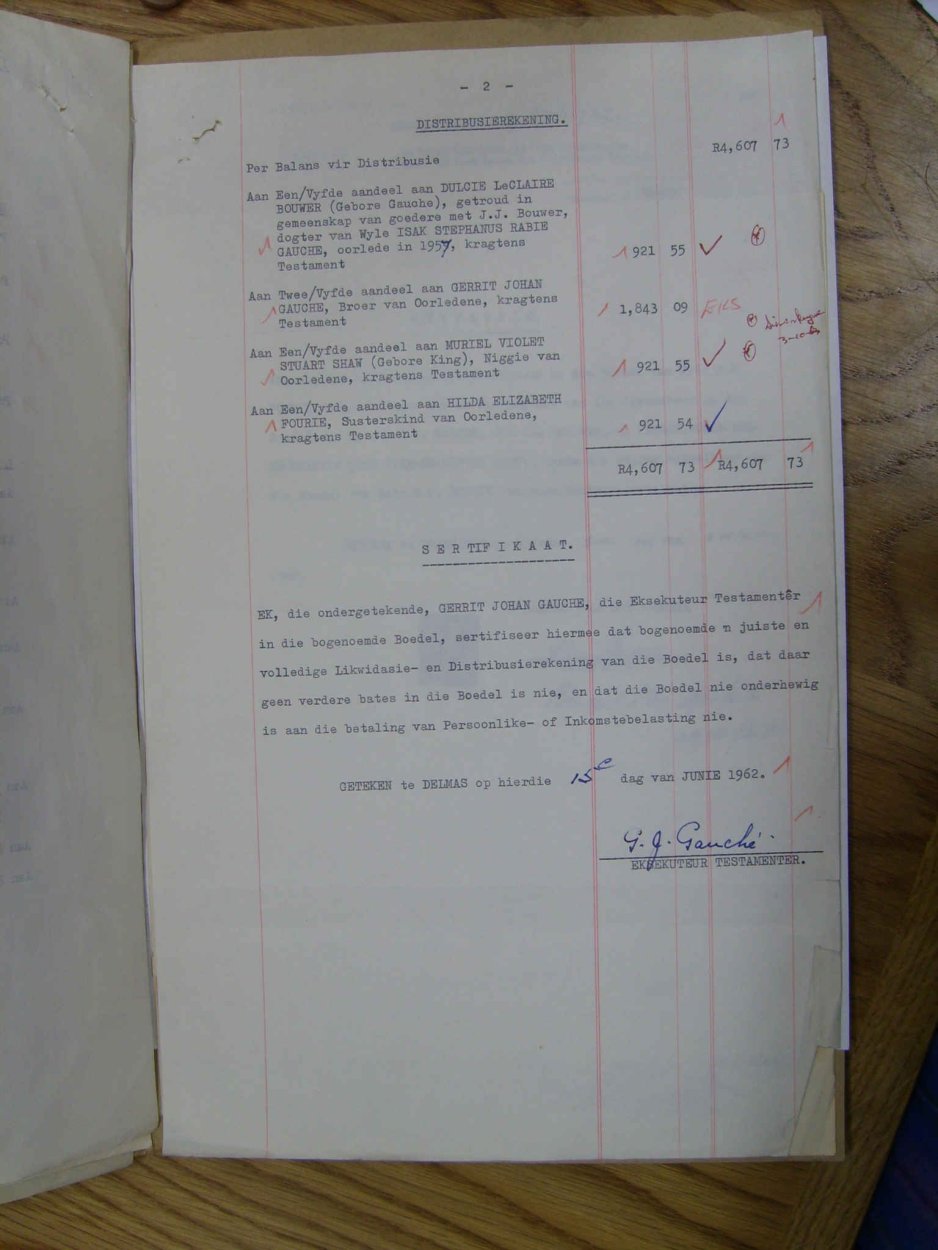 - 2 -
DISTRIBUSIEREKENING.
Per Balans vir Distribusie R4,607 73
Aan Een/Vyfde aandeel aan DULCIE LeCLAIRE
BOUWER (Gebore Gauche), getroud in
gemeenskap van goedere met J.J. Bouwer,
dogter van Wyle ISAK STEPHANUS RABIE
GAUCHE, oorlede in 1957, kragtens 921 55
Testament
Aan Twee/Vyfde aandeel aan GERRIT JOHAN
GAUCHE, Broer van Oorledene, kragtens 1,843 09 EKS
Testament
Aan Een/Vyfde aandeel aan MURIEL VIOLET
STUART SHAW (Gebore King), Niggie van 921 55
Oorledene, kragtens Testament
Aan Een/Vyfde aandeel aan HILDA ELIZABETH
FOURIE, Susterskind van Oorledene, 921 54
kragtens Testament
R4,607 73 R4,607 73
S E R TIF I K A A T.
EK, die ondergetekende, GERRIT JOHAN GAUCHE, die Eksekuteur Testamentêr
in die bogenoemde Boedel, sertifiseer hiermee dat bogenoemde n juiste en
volledige Likwidasie- en Distribusierekening van die Boedel is, dat daar
geen verdere bates in die Boedel is nie, en dat die Boedel nie onderhewig
is aan die betaling van Persoonlike- of Inkomstebelasting nie.
GETEKEN te DELMAS op hierdie 15e dag van JUNIE 1962.
G. J. Gauché.
EKSEKUTEUR TESTAMENTER.